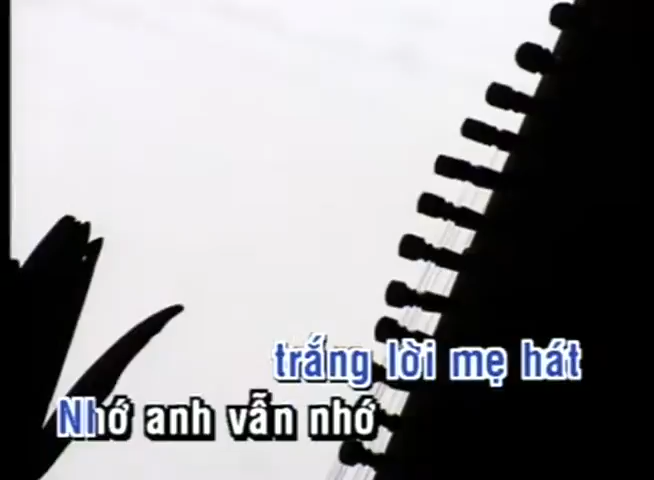 trắng lời mẹ hát
Nhớ anh vẫn nhớ